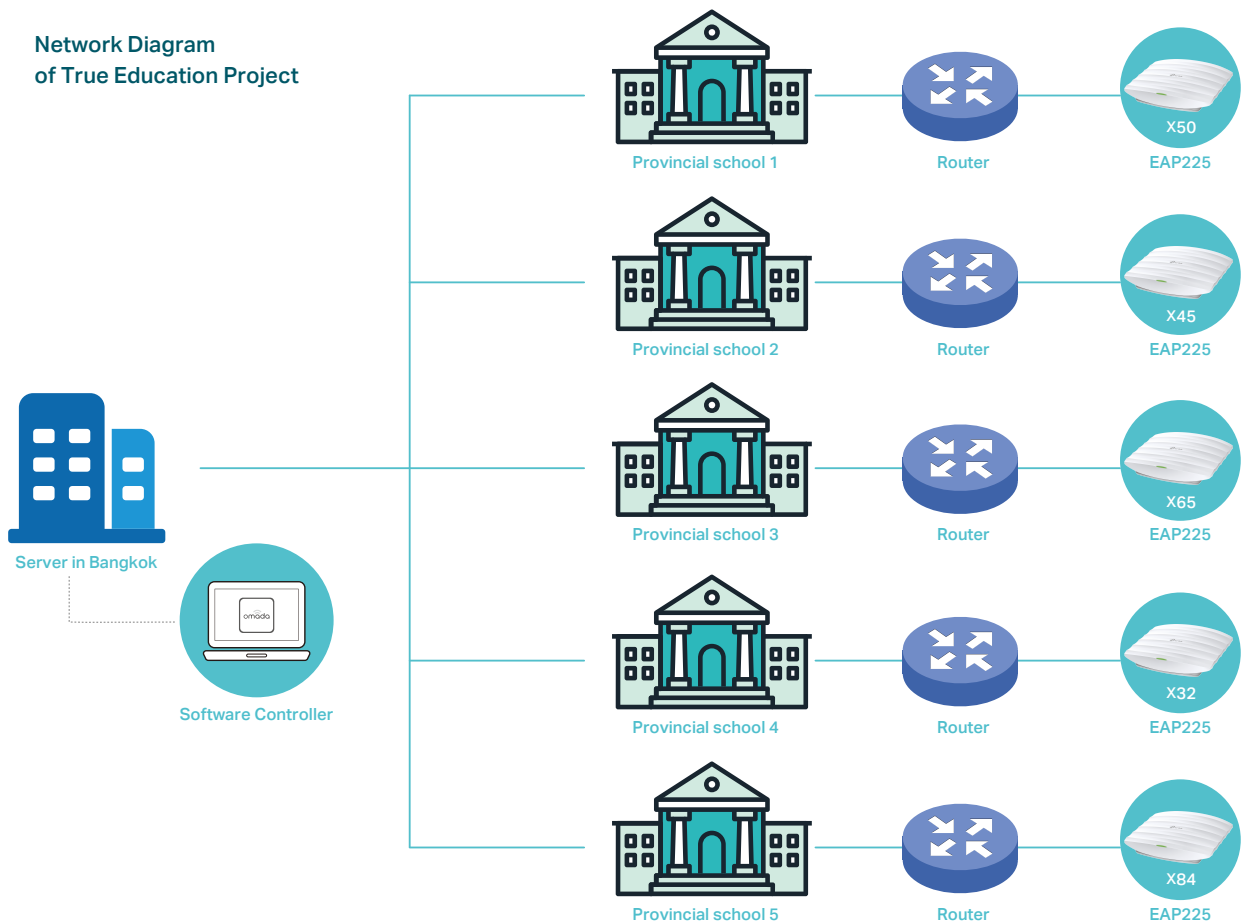 Network Diagram
of True Education Project
X50
Provincial school 1
Router
EAP225
X45
Provincial school 2
Router
EAP225
X65
Provincial school 3
Router
EAP225
Server in Bangkok
omada
Software Controller
X32
Provincial school 4
Router
EAP225
X84
Provincial school 5
Router
EAP225